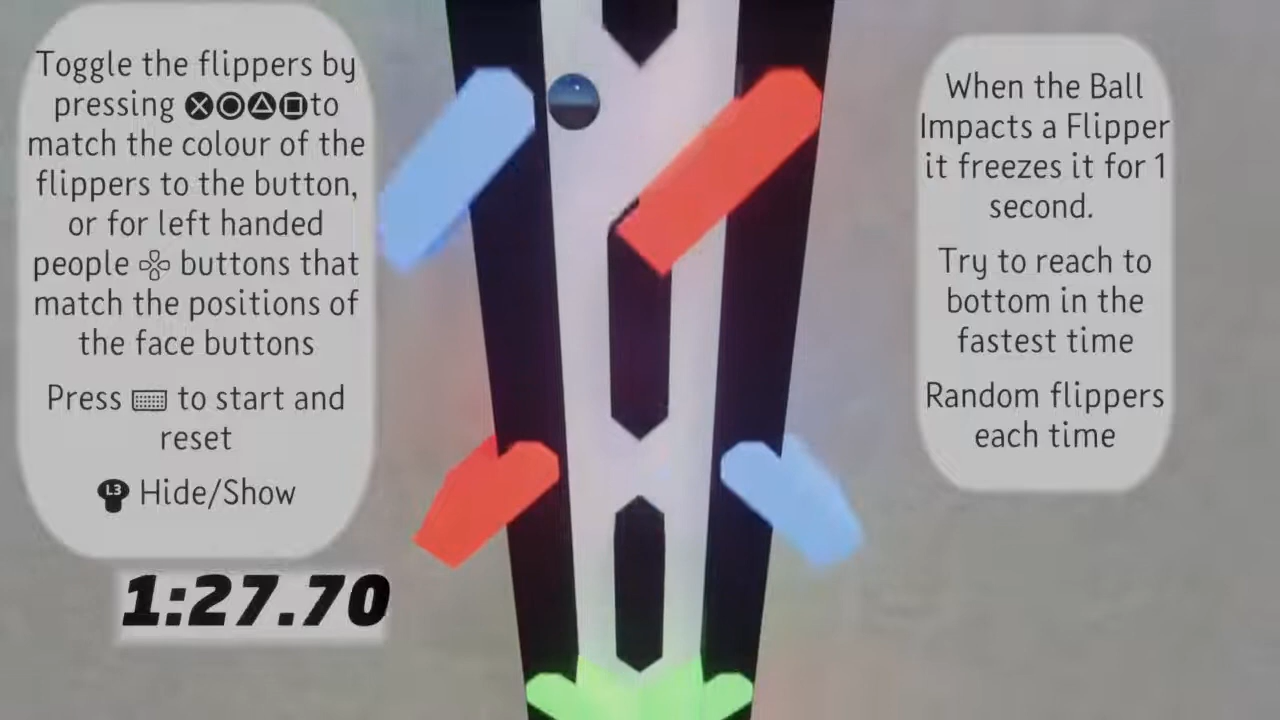 Toggle the flippers by
pressing ⓧ◯△□ to
match the colour of the
flippers to the button,
or for left handed
people buttons that
match the positions of
the face buttons
Press to start and
reset
L3 Hide/Show
1:27.70
When the Ball
Impacts a Flipper
it freezes it for 1
second.
Try to reach to
bottom in the
fastest time
Random flippers
each time